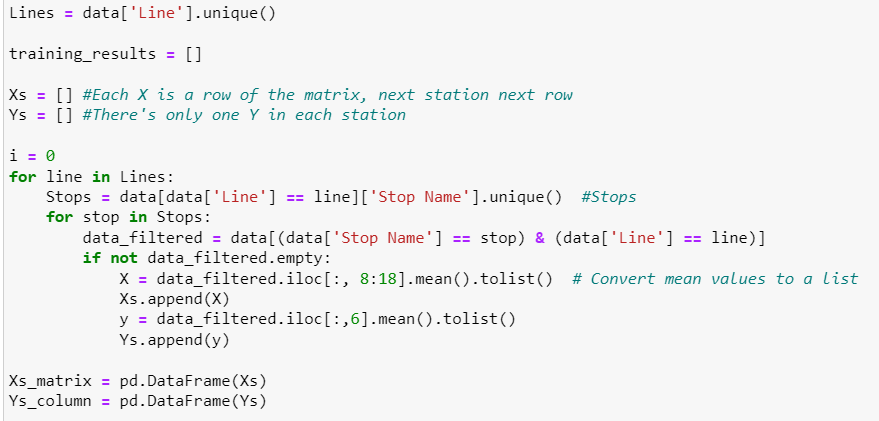 Lines = data['Line'].unique()

training_results = []

Xs = [] #Each X is a row of the matrix, next station next row
Ys = [] #There's only one Y in each station

i = 0
for line in Lines:
    Stops = data[data['Line'] == line]['Stop Name'].unique()  #Stops
    for stop in Stops:
        data_filtered = data[(data['Stop Name'] == stop) & (data['Line'] == line)]
        if not data_filtered.empty:
            X = data_filtered.iloc[:, 8:18].mean().tolist()  # Convert mean values to a list
            Xs.append(X)
            y = data_filtered.iloc[:,6].mean().tolist()
            Ys.append(y)

Xs_matrix = pd.DataFrame(Xs)
Ys_column = pd.DataFrame(Ys)